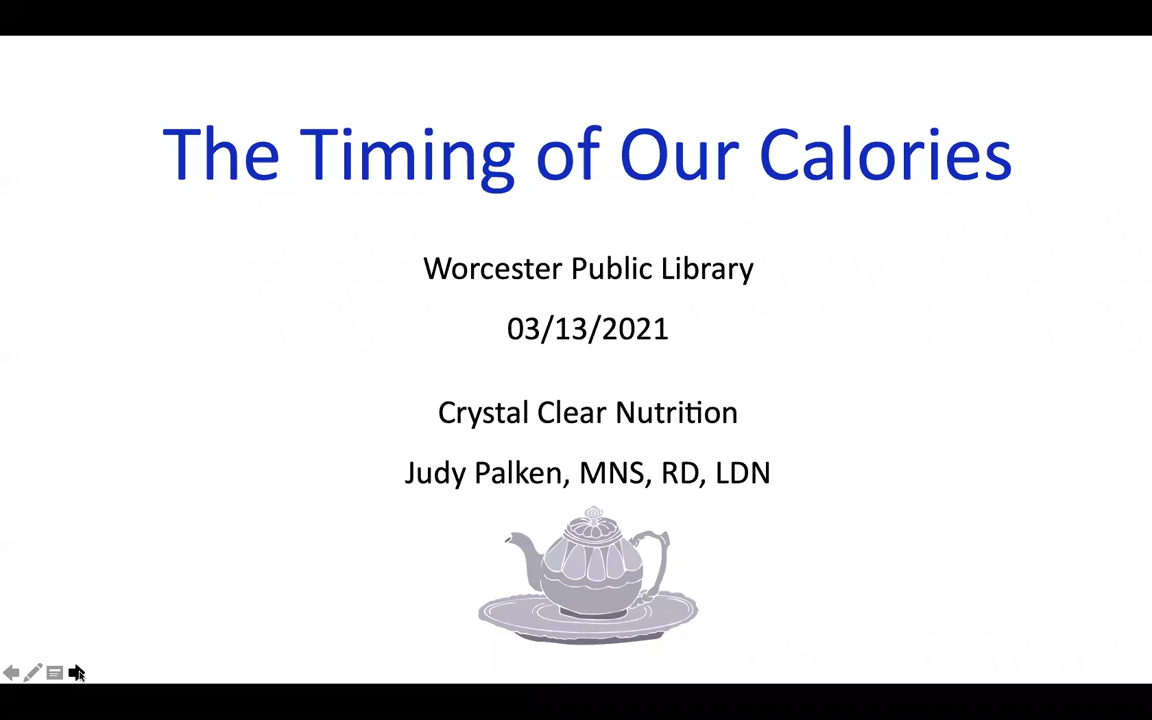 The Timing of Our Calories
Worcester Public Library
03/13/2021
Crystal Clear Nutrition
Judy Palken, MNS, RD, LDN